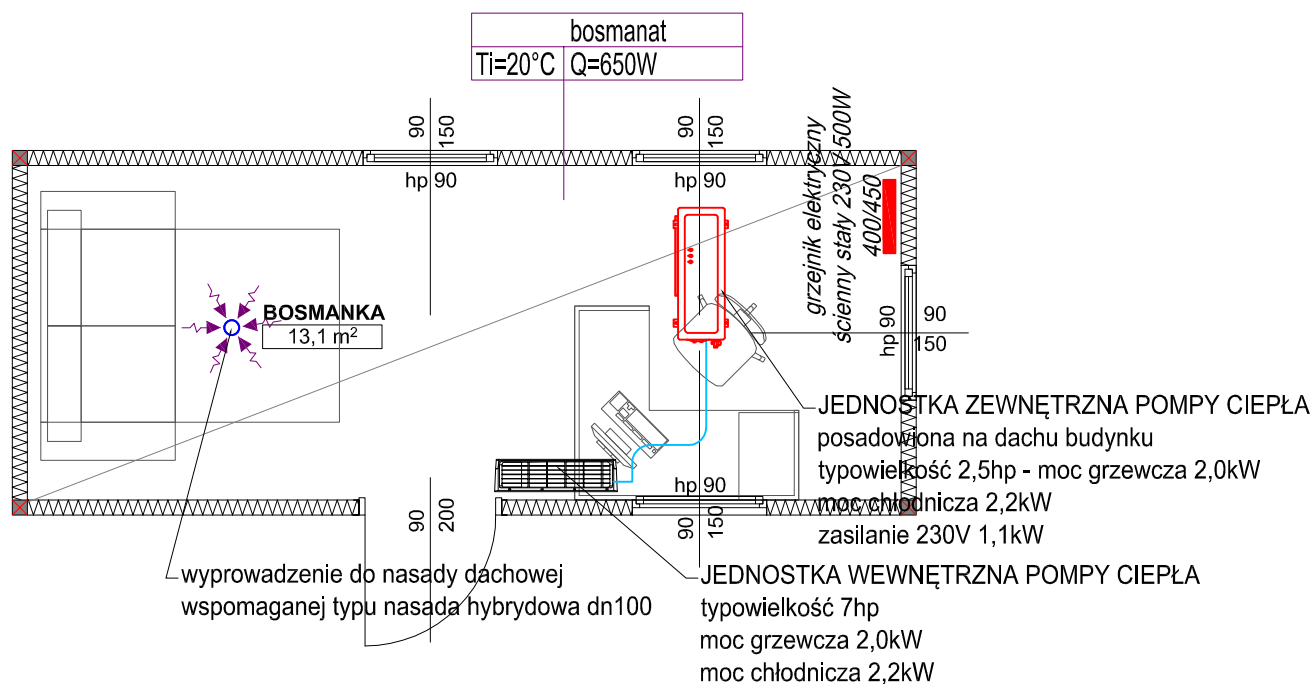 bosmanat
Ti=20°C Q=650W
90
150
90
150
hp 90
hp 90
grzejnik elektryczny
ścienny stały 230V 500W
400/450
BOSMANKA
13,1 m²
hp 90
90
150
JEDNOSTKA ZEWNĘTRZNA POMPY CIEPŁA
posadowiona na dachu budynku
typowielkość 2,5hp - moc grzewcza 2,0kW
moc chłodnicza 2,2kW
zasilanie 230V 1,1kW
hp 90
90
200
90
150
wyprowadzenie do nasady dachowej
wspomaganej typu nasada hybrydowa dn100
JEDNOSTKA WEWNĘTRZNA POMPY CIEPŁA
typowielkość 7hp
moc grzewcza 2,0kW
moc chłodnicza 2,2kW